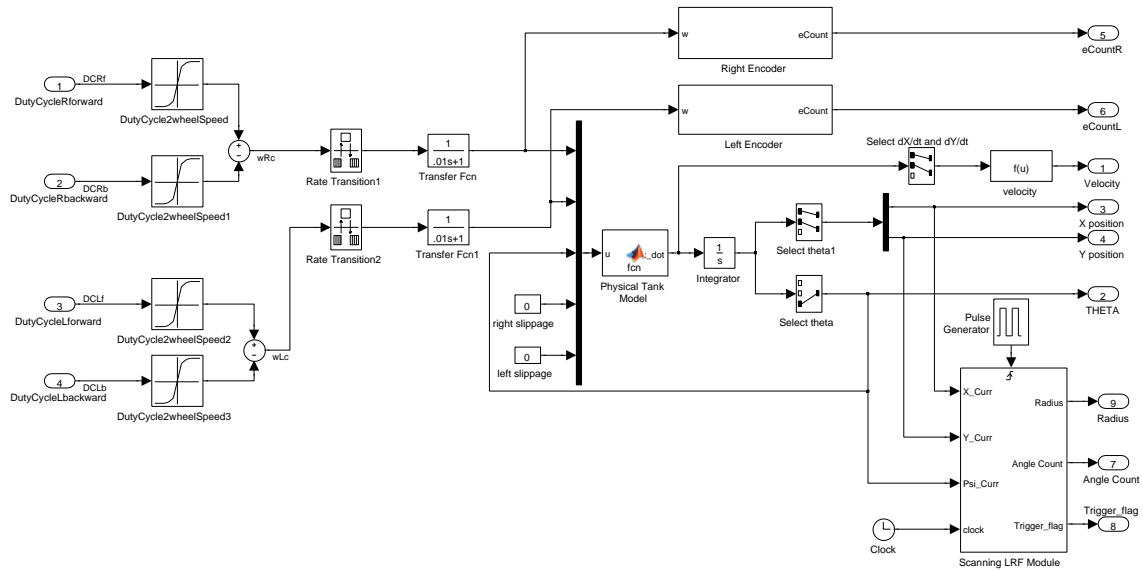 1
DCRf
DutyCycleRforward
DutyCycle2wheelSpeed
2
DCRb
DutyCycleRbackward
DutyCycle2wheelSpeed1
+
−
wRc
3
DCLf
DutyCycleLforward
DutyCycle2wheelSpeed2
4
DCLb
DutyCycleLbackward
DutyCycle2wheelSpeed3
+
−
wLc
Rate Transition1
1
.01s+1
Transfer Fcn
Rate Transition2
1
.01s+1
Transfer Fcn1
0
right slippage
0
left slippage
w
eCount
Right Encoder
w
eCount
Left Encoder
u
fcn
_dot
Physical Tank
Model
1
s
Integrator
Select dX/dt and dY/dt
f(u)
velocity
Select theta1
Select theta
5
eCountR
6
eCountL
1
Velocity
3
X position
4
Y position
2
THETA
Pulse
Generator
X_Curr
Y_Curr
Psi_Curr
clock
Radius
Angle Count
Trigger_flag
Scanning LRF Module
Clock
9
Radius
7
Angle Count
Trigger_flag
8